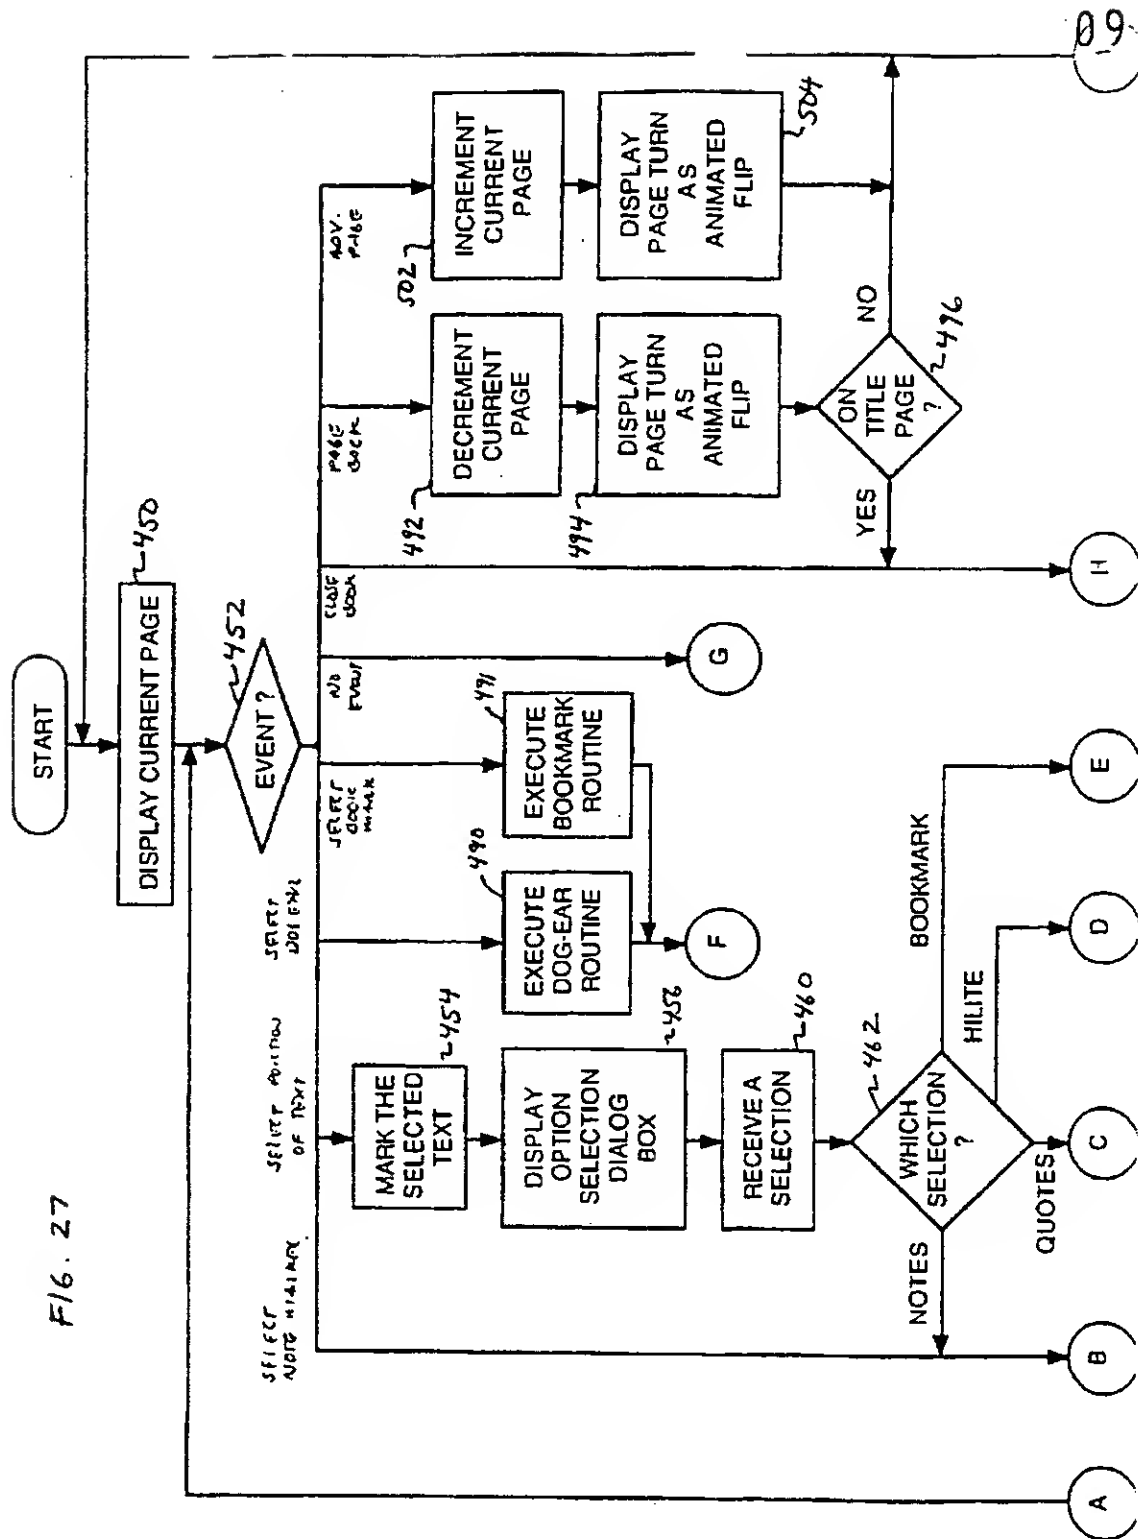 FIG. 27
START
DISPLAY CURRENT PAGE
450
EVENT ?
452
SELECT
NOTE
SELECT PORTION
OF TEXT
SELECT
DOG EAR
SELECT
BOOK
MARK
NO
EVENT
CLOSE
BOOK
PAGE
BACK
ADV.
PAGE
MARK THE
SELECTED
TEXT
454
DISPLAY
OPTION
SELECTION
DIALOG
BOX
RECEIVE A
SELECTION
460
WHICH
SELECTION
?
462
NOTES
QUOTES
HILITE
BOOKMARK
EXECUTE
DOG-EAR
ROUTINE
490
EXECUTE
BOOKMARK
ROUTINE
491
DECREMENT
CURRENT
PAGE
492
DISPLAY
PAGE TURN
AS
ANIMATED
FLIP
494
ON
TITLE
PAGE
?
496
YES
NO
INCREMENT
CURRENT
PAGE
502
DISPLAY
PAGE TURN
AS
ANIMATED
FLIP
504
A
B
C
D
E
F
G
H
09